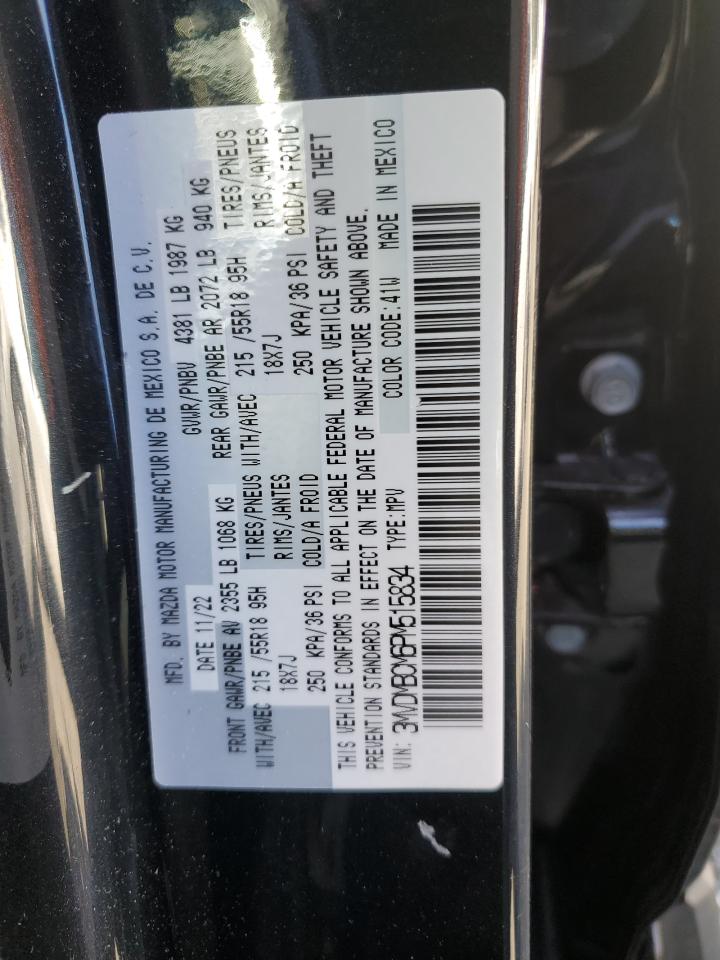 MFD. BY MAZDA MOTOR MANUFACTURING DE MEXICO S.A. DE C.V.
DATE 11/22 GVWR/PNBV 4381 LB 1987 KG
FRONT GAWR/PNBE AV 2355 LB 1068 KG REAR GAWR/PNBE AR 2072 LB 940 KG
WITH/AVEC 215 /55R18 95H TIRES/PNEUS WITH/AVEC 215 /55R18 95H TIRES/PNEUS
18X7J RIMS/JANTES 18X7J RIMS/JANTES
250 KPA/36 PSI COLD/A FROID 250 KPA/36 PSI COLD/A FROID
THIS VEHICLE CONFORMS TO ALL APPLICABLE FEDERAL MOTOR VEHICLE SAFETY AND THEFT
PREVENTION STANDARDS IN EFFECT ON THE DATE OF MANUFACTURE SHOWN ABOVE.
VIN: 3MVDMBCM6PM515834 TYPE:MPV COLOR CODE:41W MADE IN MEXICO